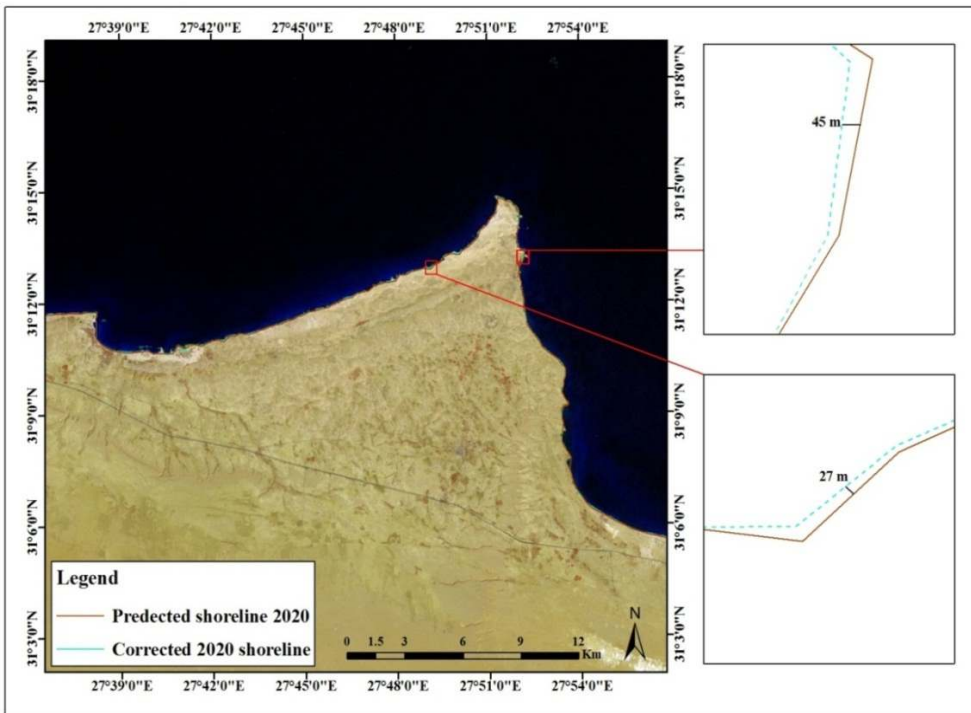 27°39'0"E 27°42'0"E 27°45'0"E 27°48'0"E 27°51'0"E 27°54'0"E
31°18'0"N 31°18'0"N
31°15'0"N 31°15'0"N
31°12'0"N 31°12'0"N
31°9'0"N 31°9'0"N
31°6'0"N 31°6'0"N
31°3'0"N 31°3'0"N
45 m
27 m
Legend
Predected shoreline 2020
Corrected 2020 shoreline
N
0 1.5 3 6 9 12
Km
27°39'0"E 27°42'0"E 27°45'0"E 27°48'0"E 27°51'0"E 27°54'0"E